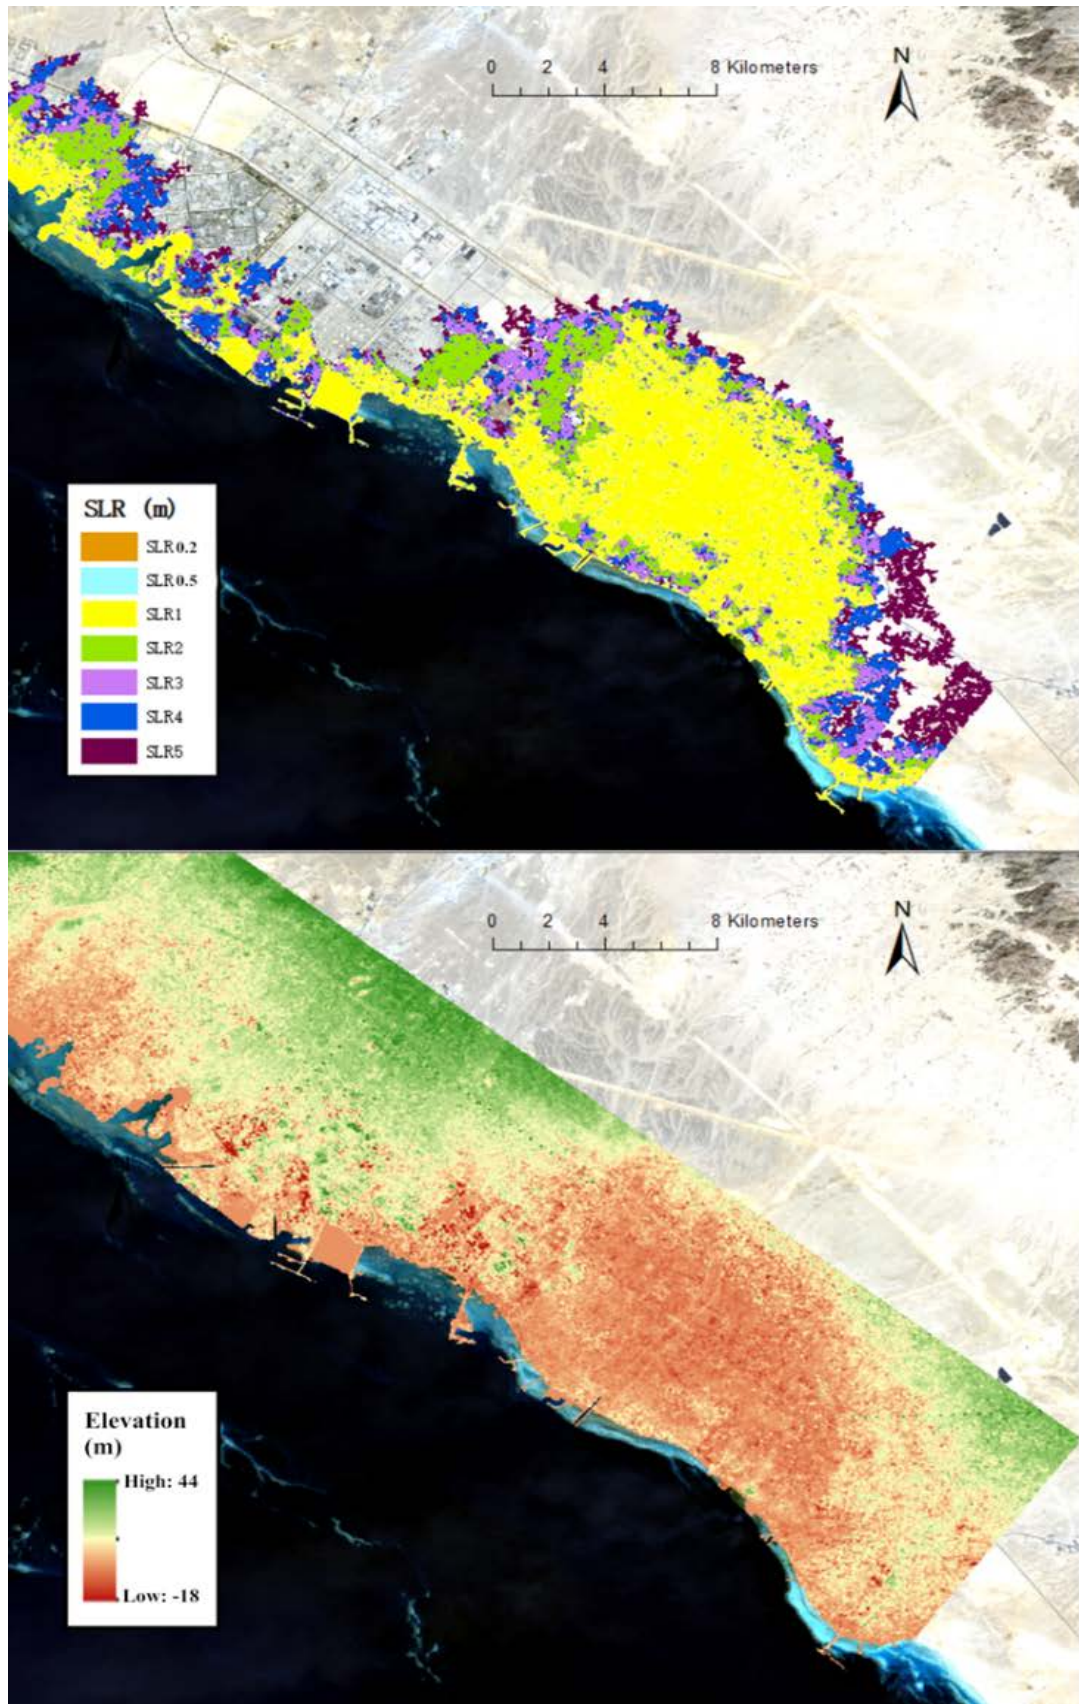 N
0 2 4 8 Kilometers
SLR (m)
SLR0.2
SLR0.5
SLR1
SLR2
SLR3
SLR4
SLR5
N
0 2 4 8 Kilometers
Elevation
(m)
High: 44
Low: -18